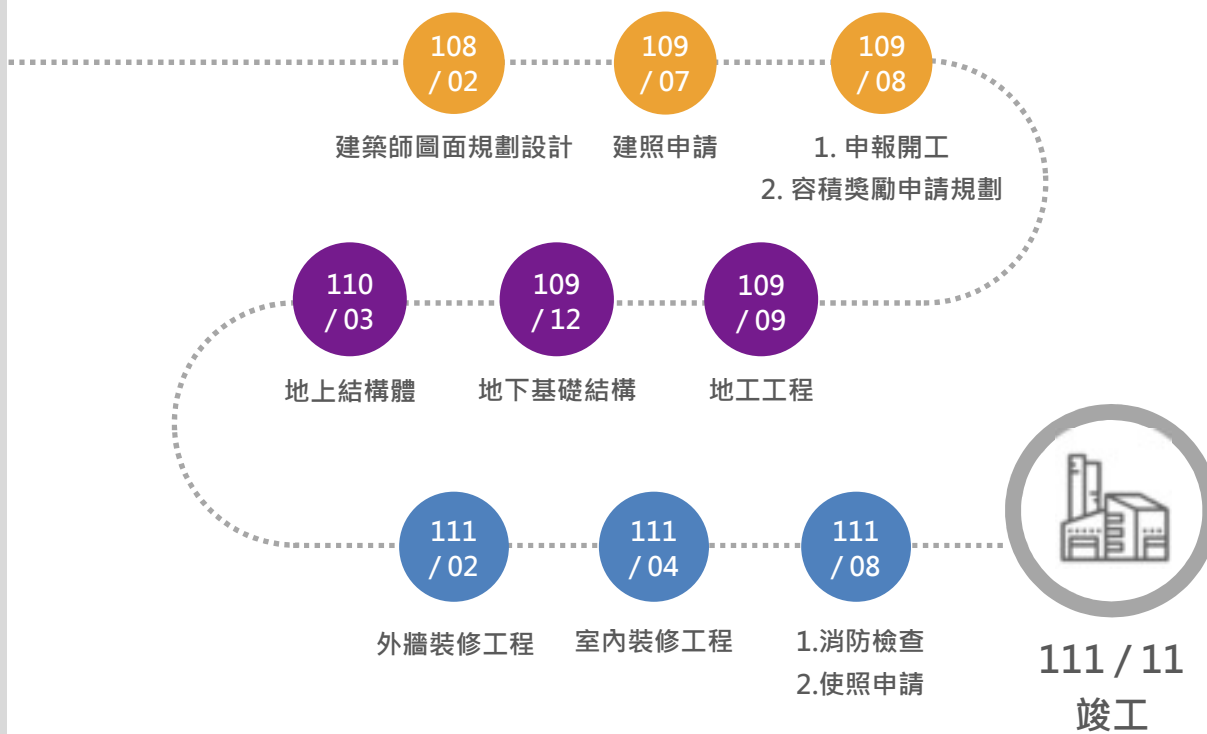 108
/ 02
109
/ 07
109
/ 08
建築師圖面規劃設計
建照申請
1. 申報開工
2. 容積獎勵申請規劃
110
/ 03
109
/ 12
109
/ 09
地上結構體
地下基礎結構
地工工程
111
/ 02
111
/ 04
111
/ 08
外牆裝修工程
室內裝修工程
1.消防檢查
2.使照申請
111 / 11
竣工